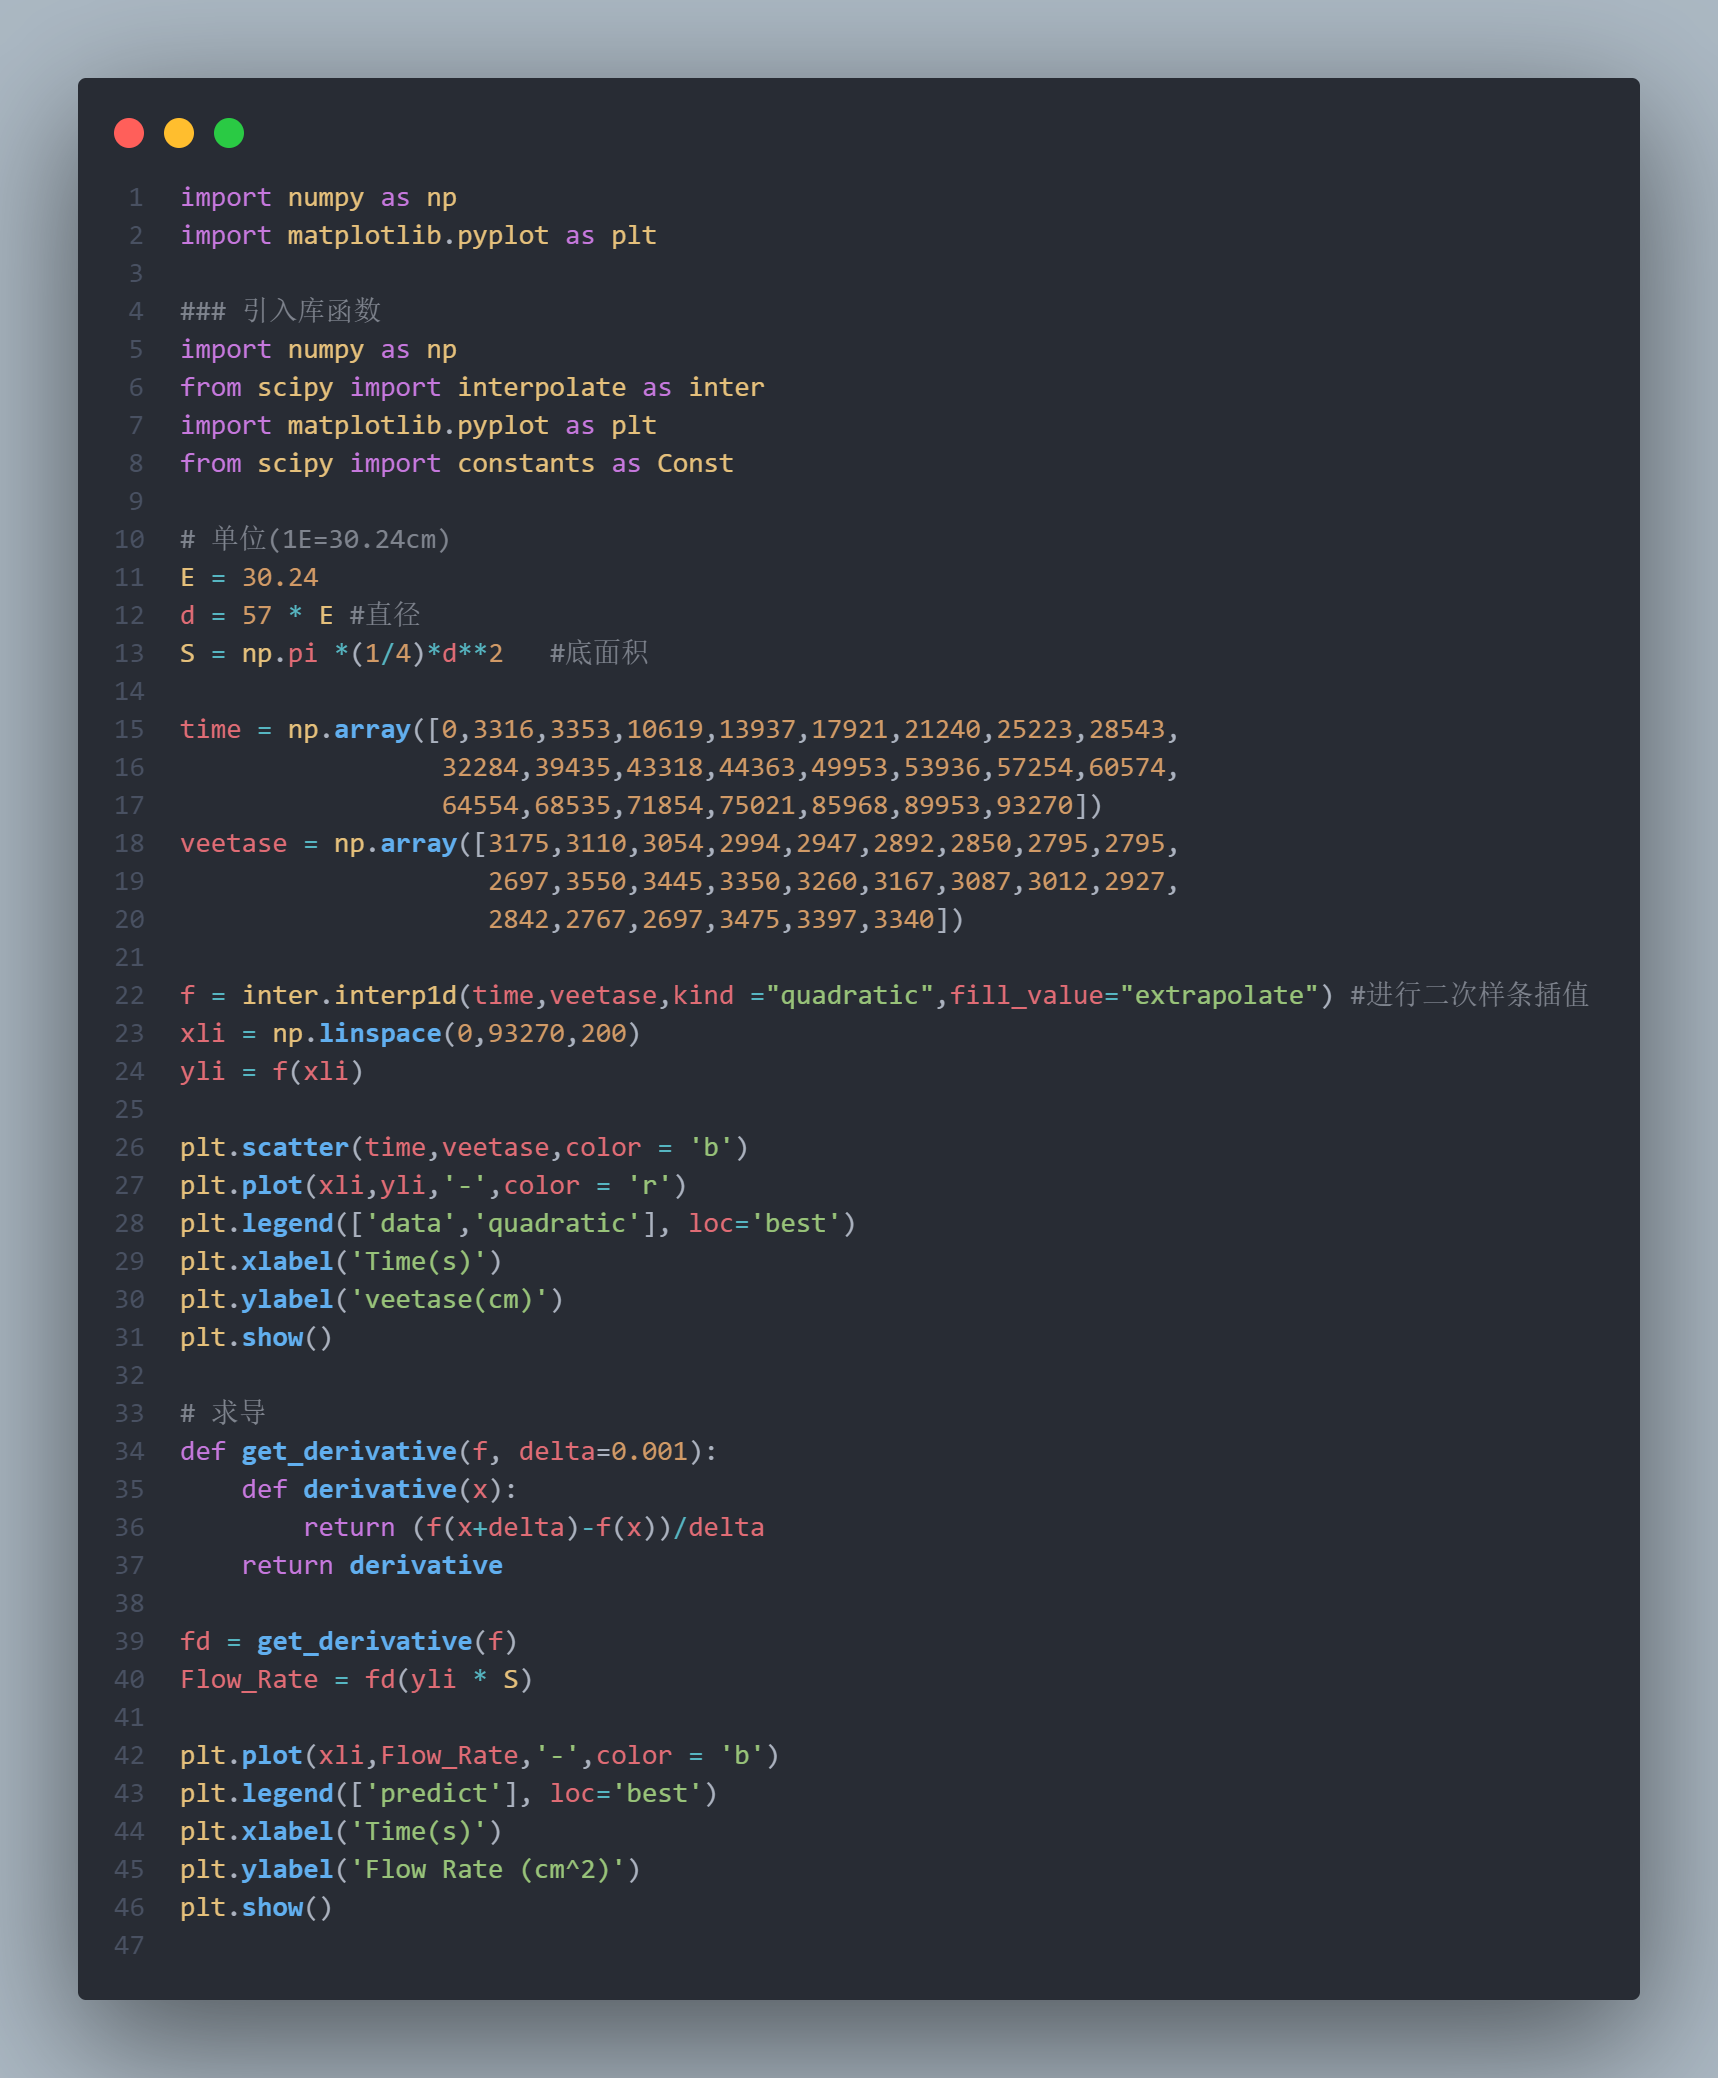 1 import numpy as np
2 import matplotlib.pyplot as plt
3
4 ### 引入库函数
5 import numpy as np
6 from scipy import interpolate as inter
7 import matplotlib.pyplot as plt
8 from scipy import constants as Const
9
10 # 单位(1E=30.24cm)
11 E = 30.24
12 d = 57 * E #直径
13 S = np.pi *(1/4)*d**2   #底面积
14
15 time = np.array([0,3316,3353,10619,13937,17921,21240,25223,28543,
16                  32284,39435,43318,44363,49953,53936,57254,60574,
17                  64554,68535,71854,75021,85968,89953,93270])
18 veetase = np.array([3175,3110,3054,2994,2947,2892,2850,2795,2795,
19                     2697,3550,3445,3350,3260,3167,3087,3012,2927,
20                     2842,2767,2697,3475,3397,3340])
21
22 f = inter.interp1d(time,veetase,kind ="quadratic",fill_value="extrapolate") #进行二次样条插值
23 xli = np.linspace(0,93270,200)
24 yli = f(xli)
25
26 plt.scatter(time,veetase,color = 'b')
27 plt.plot(xli,yli,'-',color = 'r')
28 plt.legend(['data','quadratic'], loc='best')
29 plt.xlabel('Time(s)')
30 plt.ylabel('veetase(cm)')
31 plt.show()
32
33 # 求导
34 def get_derivative(f, delta=0.001):
35     def derivative(x):
36         return (f(x+delta)-f(x))/delta
37     return derivative
38
39 fd = get_derivative(f)
40 Flow_Rate = fd(yli * S)
41
42 plt.plot(xli,Flow_Rate,'-',color = 'b')
43 plt.legend(['predict'], loc='best')
44 plt.xlabel('Time(s)')
45 plt.ylabel('Flow Rate (cm^2)')
46 plt.show()
47